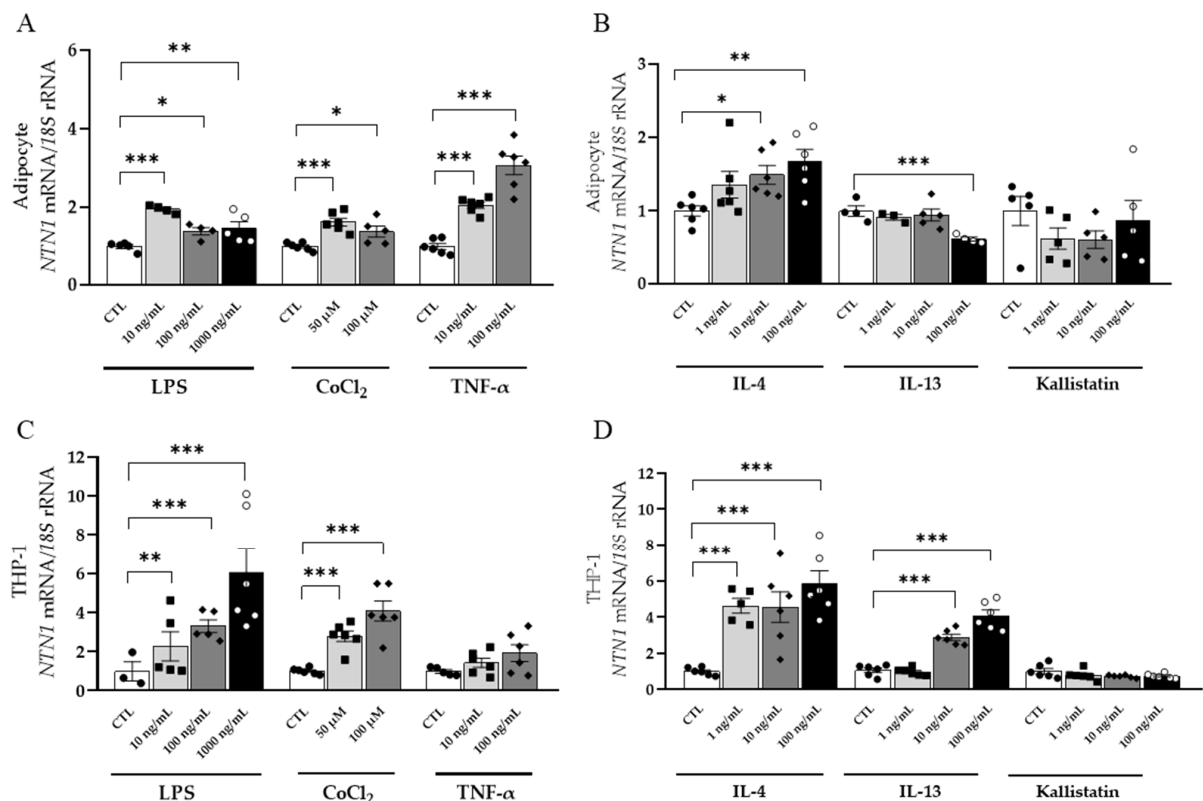 A
Adipocyte
NTN1 mRNA/18S rRNA
6
4
2
0
***
*
**
***
*
***
***
CTL
10 ng/mL
100 ng/mL
1000 ng/mL
CTL
50 µM
100 µM
CTL
10 ng/mL
100 ng/mL
LPS
CoCl2
TNF-α
B
Adipocyte
NTN1 mRNA/18S rRNA
3
2
1
0
**
*
***
CTL
1 ng/mL
10 ng/mL
100 ng/mL
CTL
1 ng/mL
10 ng/mL
100 ng/mL
CTL
1 ng/mL
10 ng/mL
100 ng/mL
IL-4
IL-13
Kallistatin
C
THP-1
NTN1 mRNA/18S rRNA
12
10
8
6
4
2
0
***
***
**
***
***
CTL
10 ng/mL
100 ng/mL
1000 ng/mL
CTL
50 µM
100 µM
CTL
10 ng/mL
100 ng/mL
LPS
CoCl2
TNF-α
D
THP-1
NTN1 mRNA/18S rRNA
12
10
8
6
4
2
0
***
***
***
***
***
CTL
1 ng/mL
10 ng/mL
100 ng/mL
CTL
1 ng/mL
10 ng/mL
100 ng/mL
CTL
1 ng/mL
10 ng/mL
100 ng/mL
IL-4
IL-13
Kallistatin